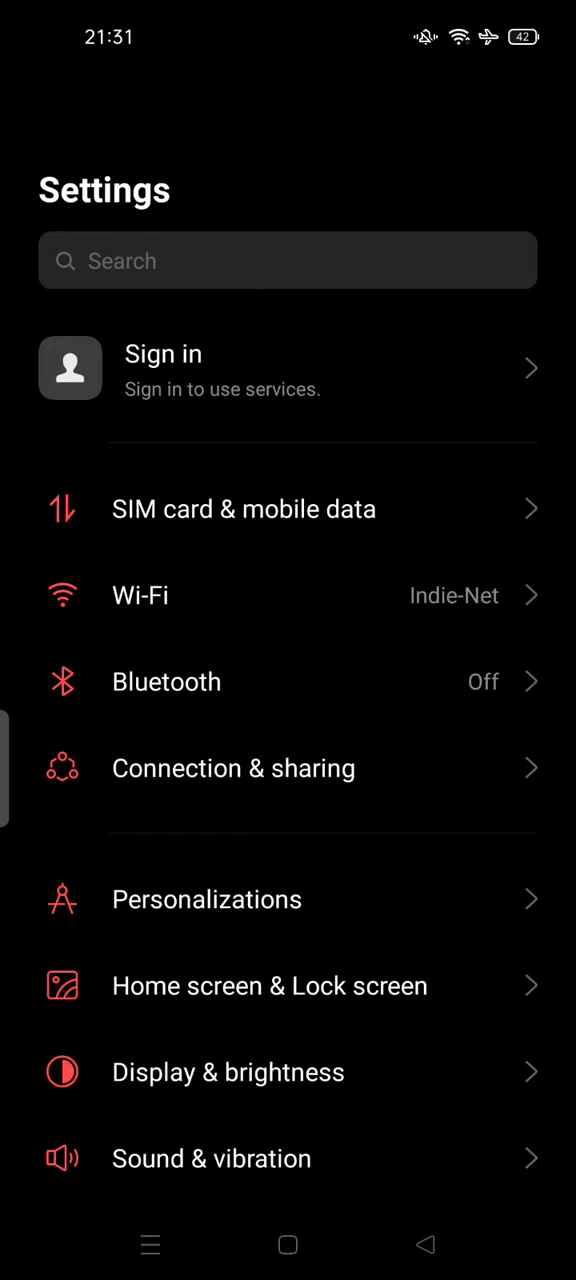 21:31
42
Settings
Search
Sign in
Sign in to use services.
SIM card & mobile data
Wi-Fi Indie-Net
Bluetooth Off
Connection & sharing
Personalizations
Home screen & Lock screen
Display & brightness
Sound & vibration